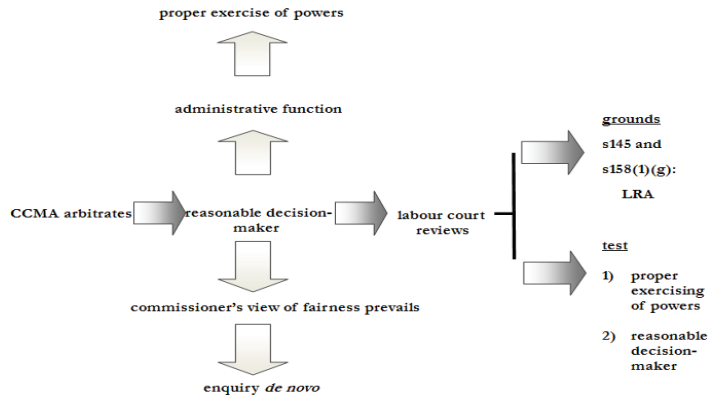 proper exercise of powers
administrative function
grounds
s145 and
s158(1)(g):
LRA
CCMA arbitrates
reasonable decision-
maker
labour court
reviews
test
1) proper
exercising
of powers
2) reasonable
decision-
maker
commissioner's view of fairness prevails
enquiry de novo